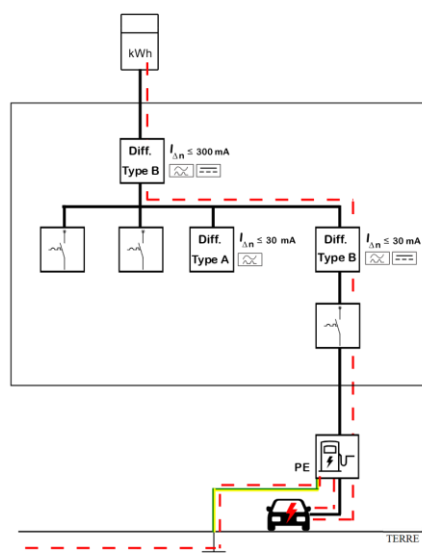 kWh
Diff.
Type B
IΔn ≤ 300 mA
Diff.
Type A
IΔn ≤ 30 mA
Diff.
Type B
IΔn ≤ 30 mA
PE
TERRE